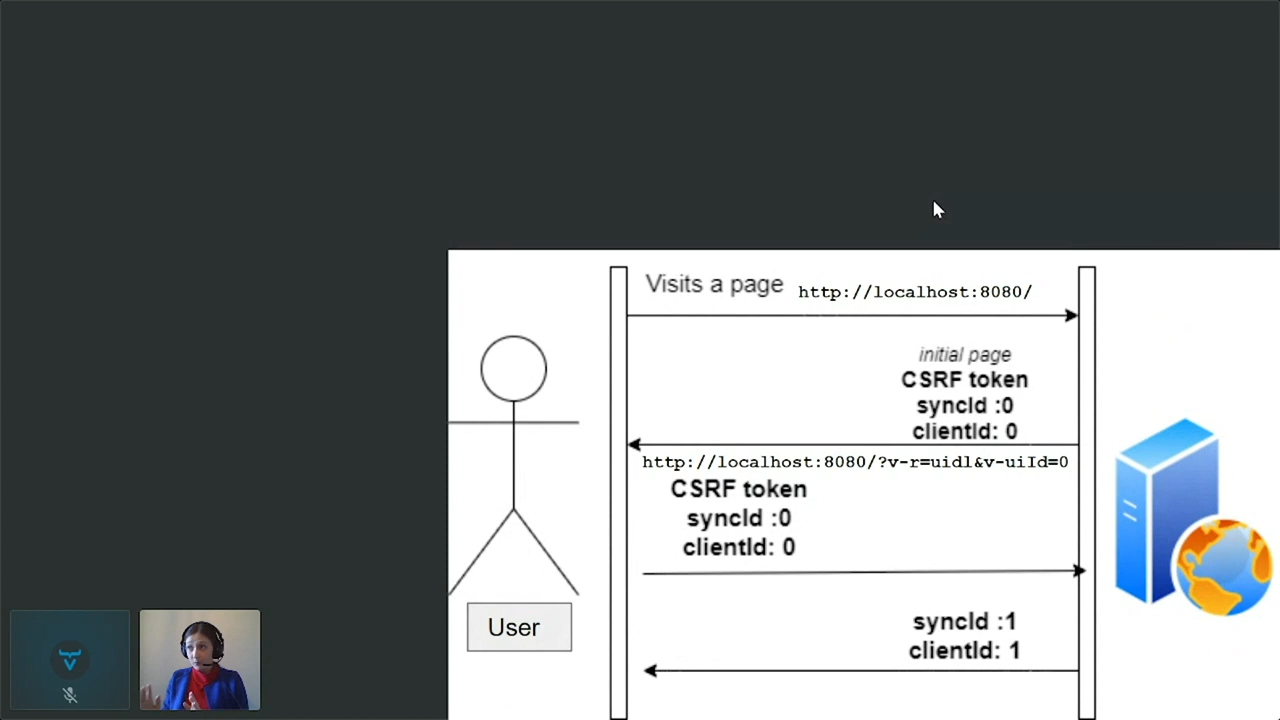 Visits a page http://localhost:8080/
initial page
CSRF token
syncId :0
clientId: 0
http://localhost:8080/?v-r=uidl&v-uiId=0
CSRF token
syncId :0
clientId: 0
syncId :1
clientId: 1
User